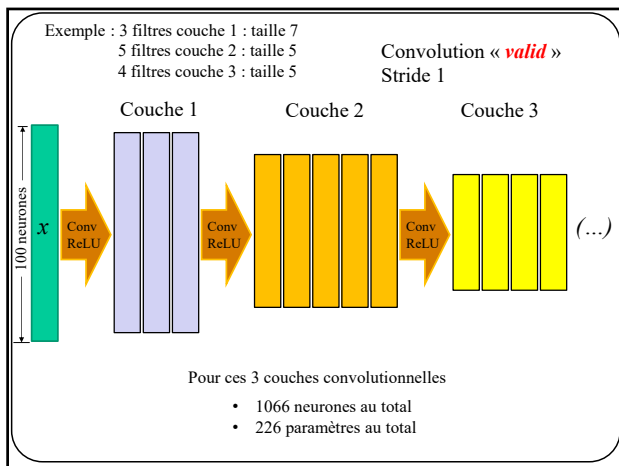 Exemple : 3 filtres couche 1 : taille 7
5 filtres couche 2 : taille 5
4 filtres couche 3 : taille 5
Convolution « valid »
Stride 1
Couche 1
Couche 2
Couche 3
100 neurones
x
Conv
ReLU
Conv
ReLU
Conv
ReLU
(...)
Pour ces 3 couches convolutionnelles
• 1066 neurones au total
• 226 paramètres au total